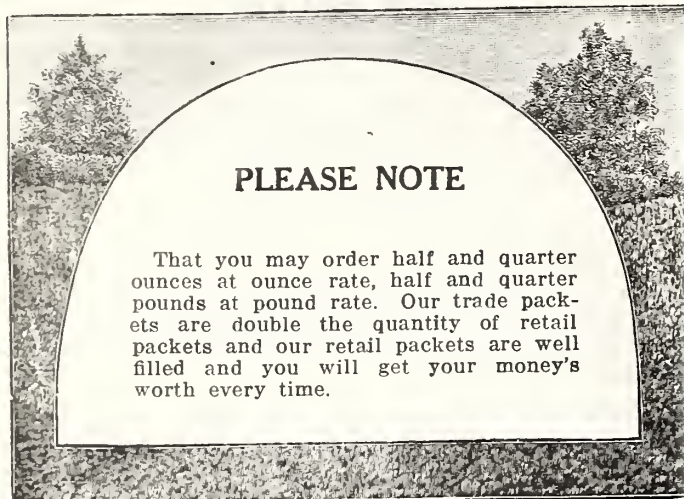 PLEASE NOTE
That you may order half and quarter
ounces at ounce rate, half and quarter
pounds at pound rate. Our trade pack-
ets are double the quantity of retail
packets and our retail packets are well
filled and you will get your money's
worth every time.